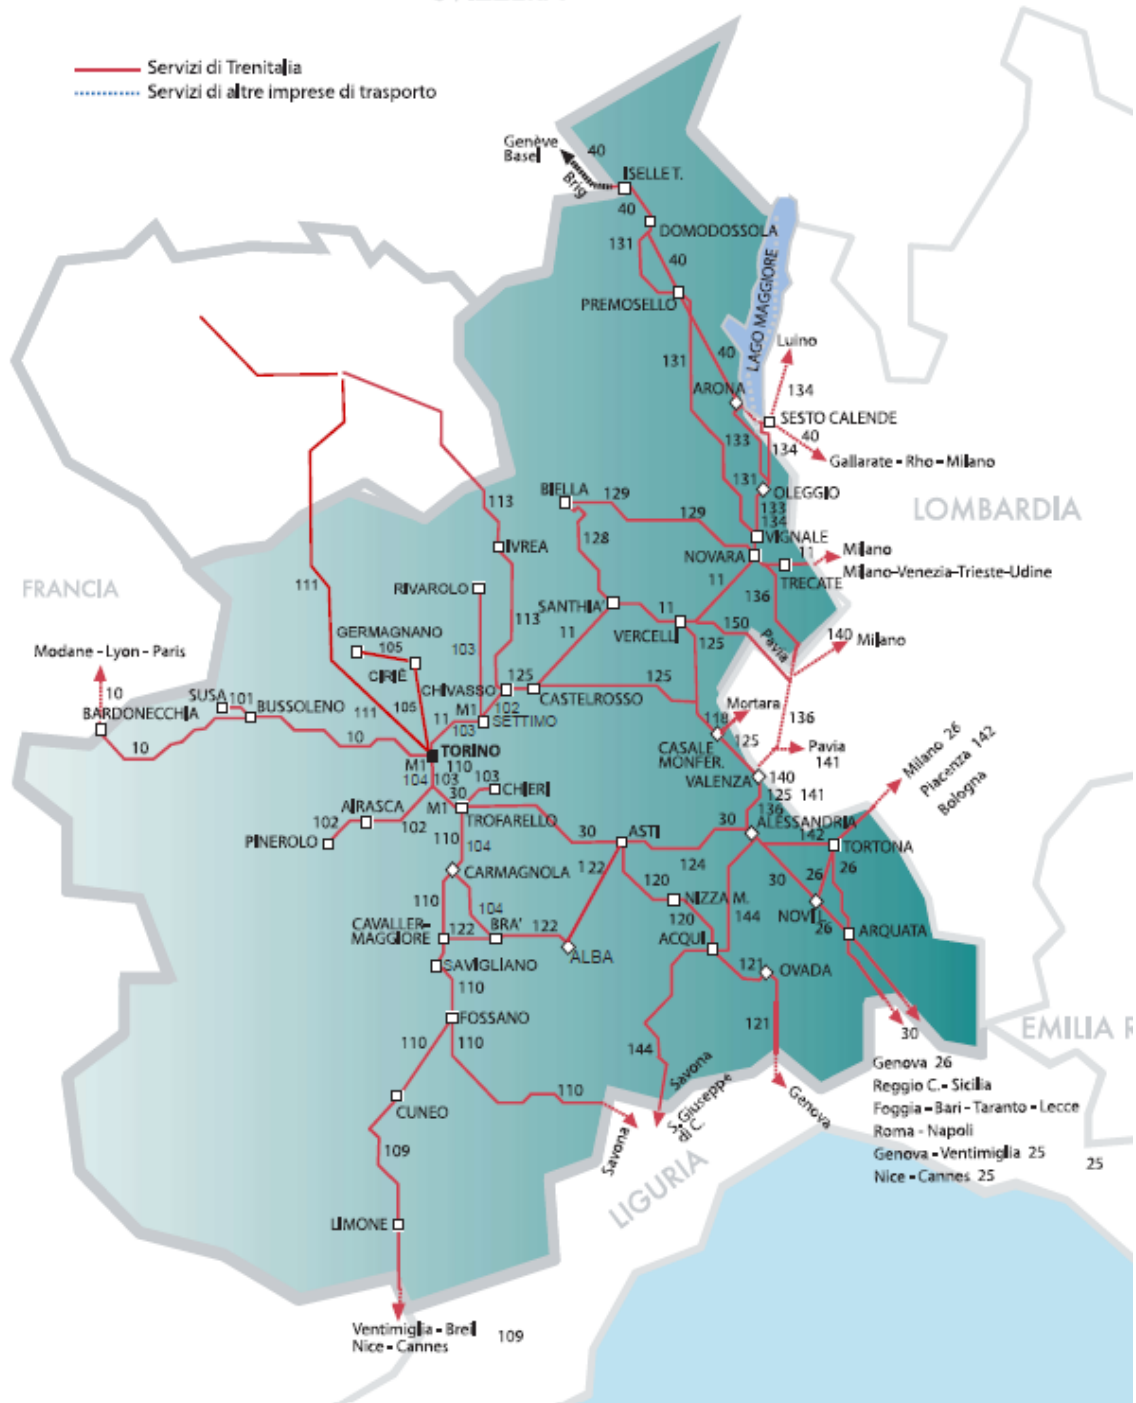 Servizi di Trenitalia
Servizi di altre imprese di trasporto
Genève
Basel
40
Brig
ISELLE T.
40
DOMODOSSOLA
131
40
PREMOSELLO
LAGO MAGGIORE
131
40
Luino
ARONA
134
SESTO CALENDE
133
40
134
Gallarate - Rho - Milano
131
OLEGGIO
BIELLA
129
113
129
133
134
LOMBARDIA
128
VIGNALE
IVREA
NOVARA
11
Milano
TRECATE
Milano-Venezia-Trieste-Udine
FRANCIA
111
RIVAROLO
11
136
SANTHIA'
113
11
150
VERCELLI
GERMAGNANO
105
103
11
125
140
Milano
Pavia
Modane - Lyon - Paris
CIRIÈ
125
125
CHIVASSO
CASTELROSSO
10
SUSA
101
105
M1
102
Mortara
BARDONECCHIA
BUSSOLENO
111
11
103
SETTIMO
118
136
10
10
CASALE
MONFER.
125
Pavia
141
Milano 26
Piacenza 142
Bologna
TORINO
M1
110
104
103
103
VALENZA
140
30
CHIERI
125 141
AIRASCA
M1
136
102
102
TROFARELLO
30
30
ALESSANDRIA
PINEROLO
110
ASTI
142
TORTONA
104
122
124
26
26
CARMAGNOLA
120
30
110
NIZZA M.
104
144
NOVI L.
CAVALLER-
MAGGIORE
122
BRA'
122
120
26
ARQUATA
ACQUI
ALBA
SAVIGLIANO
121
OVADA
110
FOSSANO
121
110
110
EMILIA R
30
144
Savona
S. Giuseppe
di C.
Genova 26
110
Reggio C. - Sicilia
CUNEO
Genova
Foggia - Bari - Taranto - Lecce
Savona
Roma - Napoli
109
Genova - Ventimiglia 25
25
LIGURIA
Nice - Cannes 25
LIMONE
Ventimiglia - Breil
Nice - Cannes
109